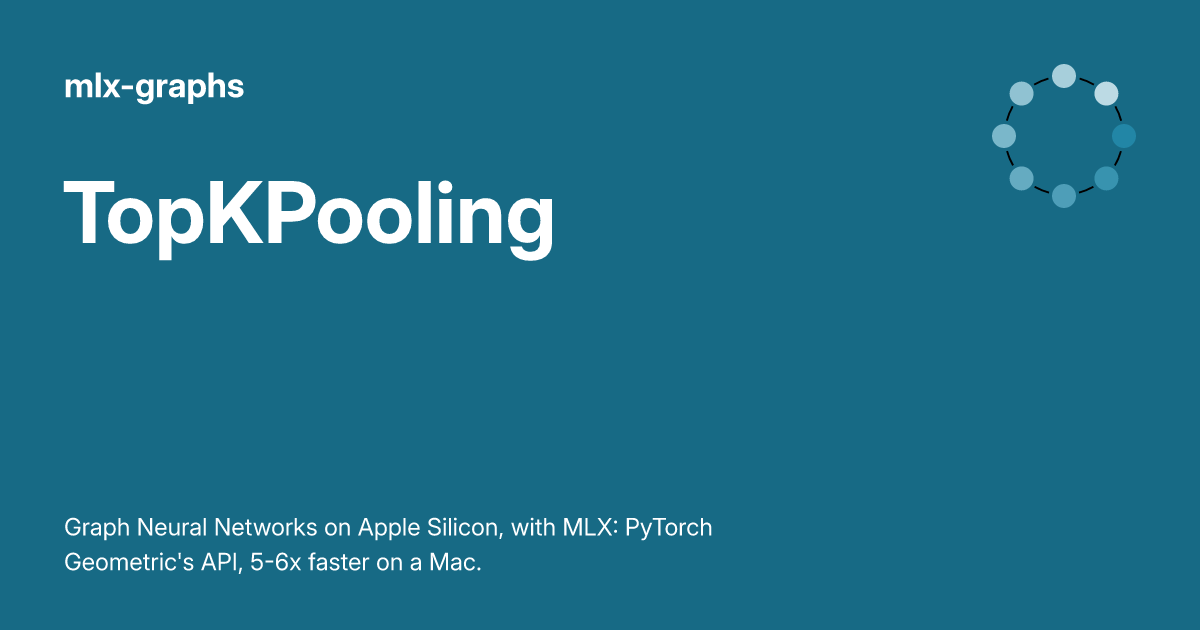 mlx-graphs
TopKPooling
Graph Neural Networks on Apple Silicon, with MLX: PyTorch
Geometric's API, 5-6x faster on a Mac.